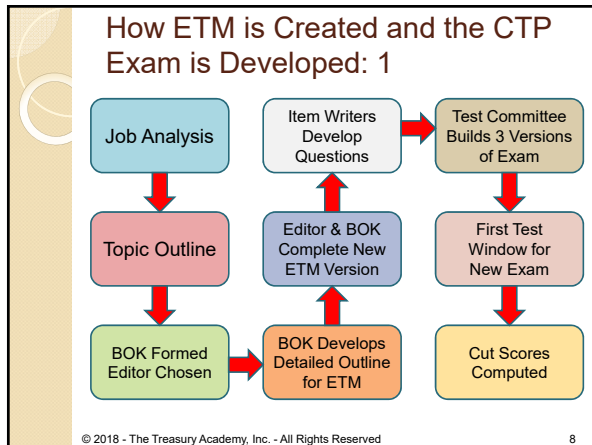 How ETM is Created and the CTP
Exam is Developed: 1
Job Analysis
Topic Outline
BOK Formed
Editor Chosen
BOK Develops
Detailed Outline
for ETM
Editor & BOK
Complete New
ETM Version
Item Writers
Develop
Questions
Test Committee
Builds 3 Versions
of Exam
First Test
Window for
New Exam
Cut Scores
Computed
© 2018 - The Treasury Academy, Inc. - All Rights Reserved
8